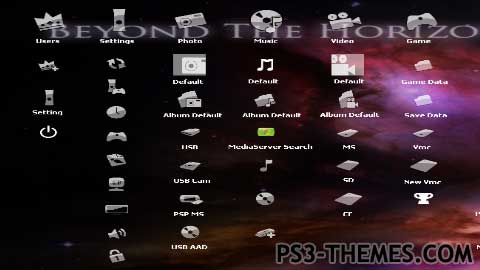 BEYOND THE HORIZO
Users
Settings
Photo
Music
Video
Game
Default
Default
Default
Game Data
Setting
Album Default
Album Default
Album Default
Save Data
USB
MediaServer Search
MS
Vmc
USB Cam
SD
New Vmc
PSP MS
CF
USB AAD
PS3-THEMES.COM